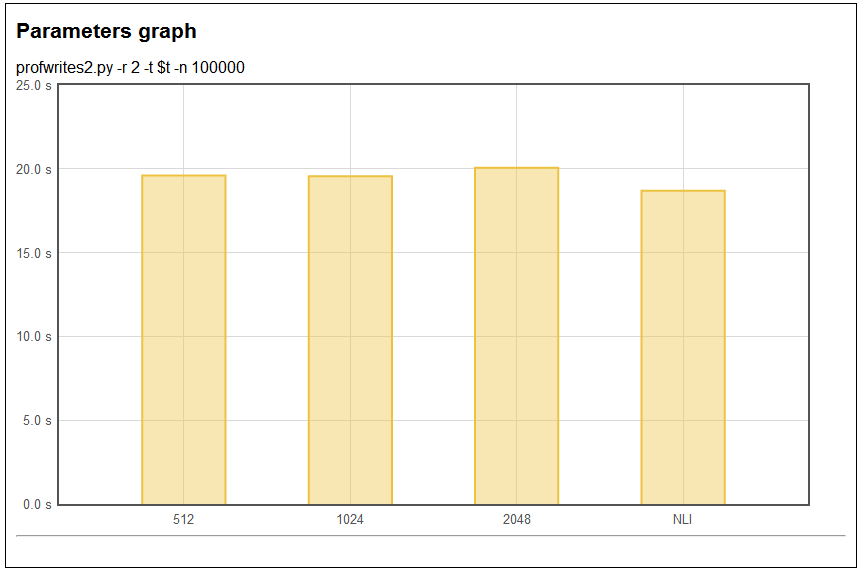 Parameters graph
profwrites2.py -r 2 -t $t -n 100000
25.0 s
20.0 s
15.0 s
10.0 s
5.0 s
0.0 s
512 1024 2048 NLI